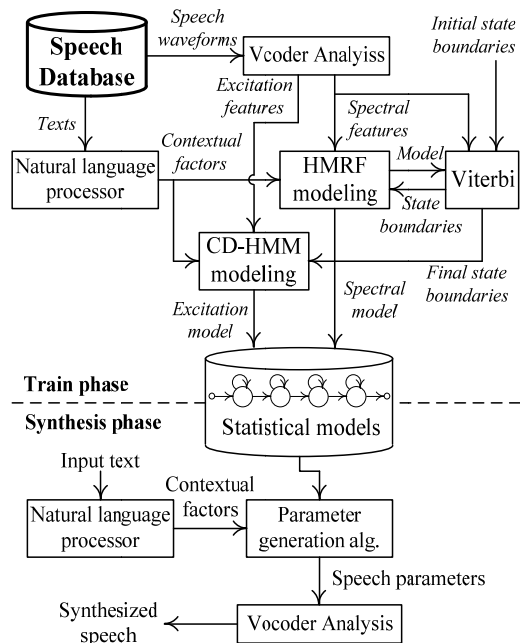 Speech
Database
Speech
waveforms
Vcoder Analyiss
Initial state
boundaries
Excitation
features
Texts
Spectral
features
Contextual
factors
Natural language
processor
HMRF
modeling
Model
Viterbi
State
boundaries
CD-HMM
modeling
Final state
boundaries
Excitation
model
Spectral
model
Train phase
Synthesis phase
Statistical models
Input text
Natural language
processor
Contextual
factors
Parameter
generation alg.
Speech parameters
Synthesized
speech
Vocoder Analysis